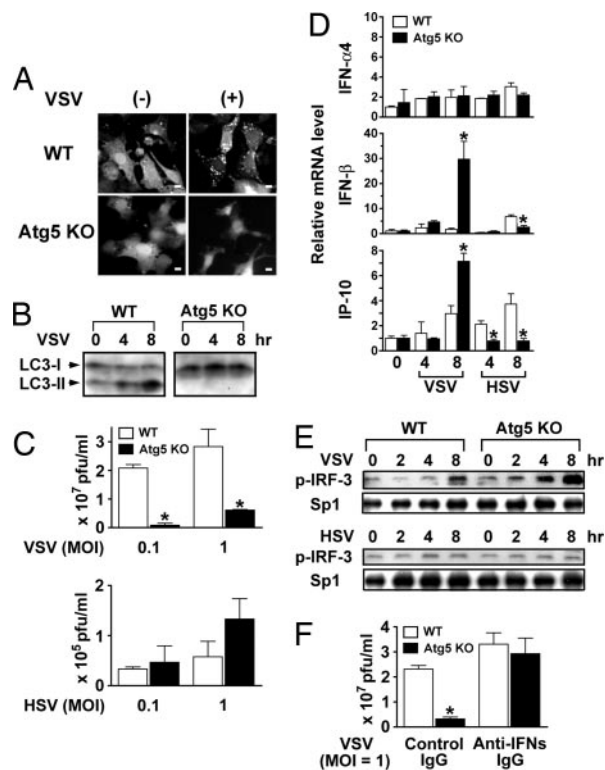 A
VSV (-) (+)
WT
Atg5 KO
B
WT Atg5 KO
VSV 0 4 8 0 4 8 hr
LC3-I
LC3-II
C
WT
Atg5 KO
x 10⁷ pfu/ml
3
2
1
0
* *
VSV (MOI) 0.1 1
x 10⁵ pfu/ml
2
1
0
HSV (MOI) 0.1 1
D
WT
Atg5 KO
Relative mRNA level
IFN-α4
10
8
6
4
2
0
IFN-β
40
30
20
10
0
* *
IP-10
8
6
4
2
0
* * *
0 4 8 4 8
VSV HSV
E
WT Atg5 KO
VSV 0 2 4 8 0 2 4 8 hr
p-IRF-3
Sp1
HSV 0 2 4 8 0 2 4 8 hr
p-IRF-3
Sp1
F
WT
Atg5 KO
x 10⁷ pfu/ml
4
3
2
1
0
*
VSV Control Anti-IFNs
(MOI = 1) IgG IgG